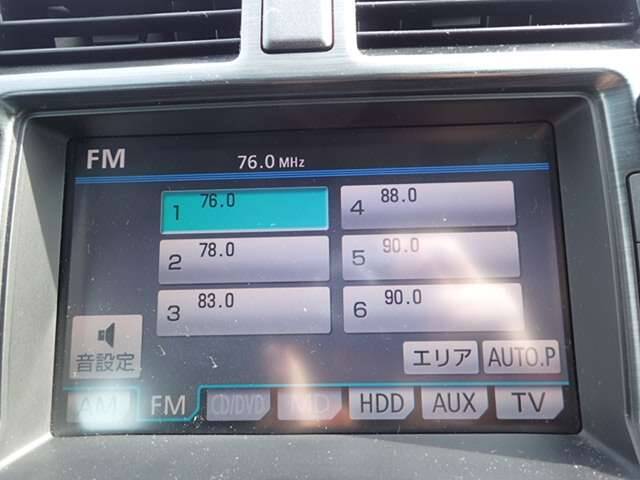 FM 76.0 MHz
1 76.0 4 88.0
2 78.0 5 90.0
3 83.0 6 90.0
音設定 エリア AUTO.P
AM FM CD/DVD MD HDD AUX TV